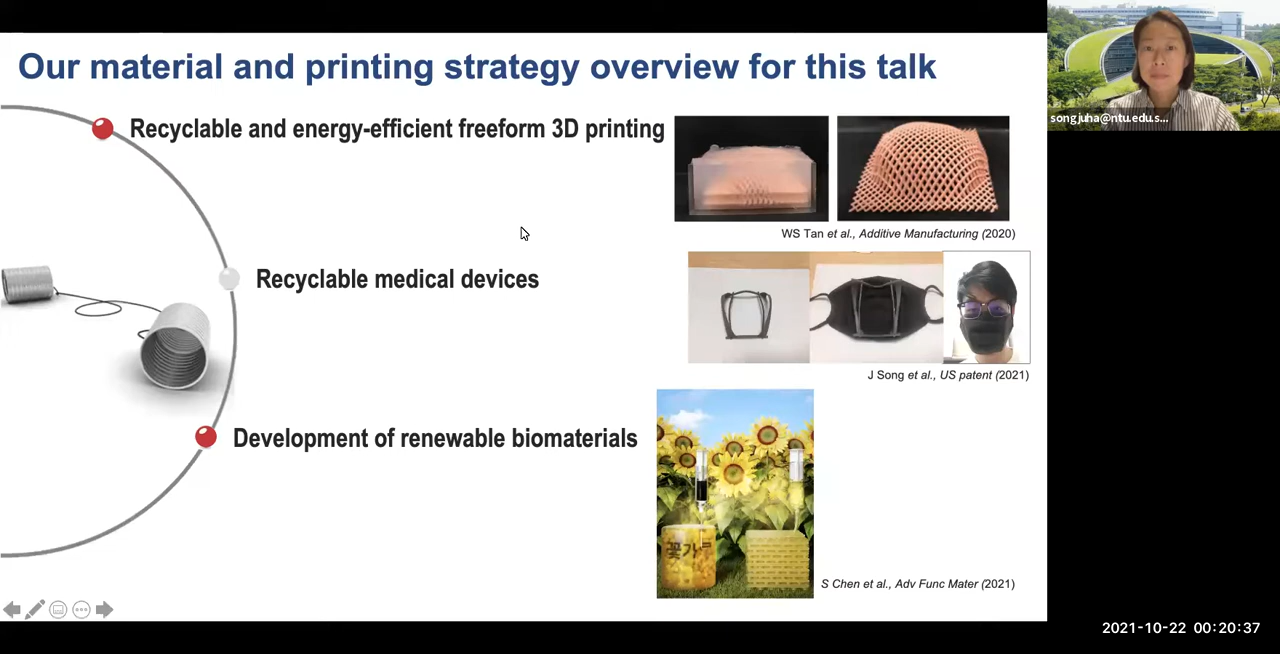 Our material and printing strategy overview for this talk
Recyclable and energy-efficient freeform 3D printing
WS Tan et al., Additive Manufacturing (2020)
Recyclable medical devices
J Song et al., US patent (2021)
Development of renewable biomaterials
꽃가루
S Chen et al., Adv Func Mater (2021)
songjuha@ntu.edu.s...
2021-10-22 00:20:37